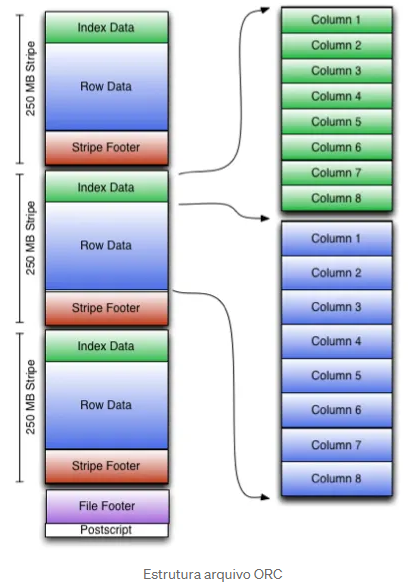 250 MB Stripe
Index Data
Row Data
Stripe Footer
250 MB Stripe
Index Data
Row Data
Stripe Footer
250 MB Stripe
Index Data
Row Data
Stripe Footer
File Footer
Postscript
Column 1
Column 2
Column 3
Column 4
Column 5
Column 6
Column 7
Column 8
Column 1
Column 2
Column 3
Column 4
Column 5
Column 6
Column 7
Column 8
Estrutura arquivo ORC